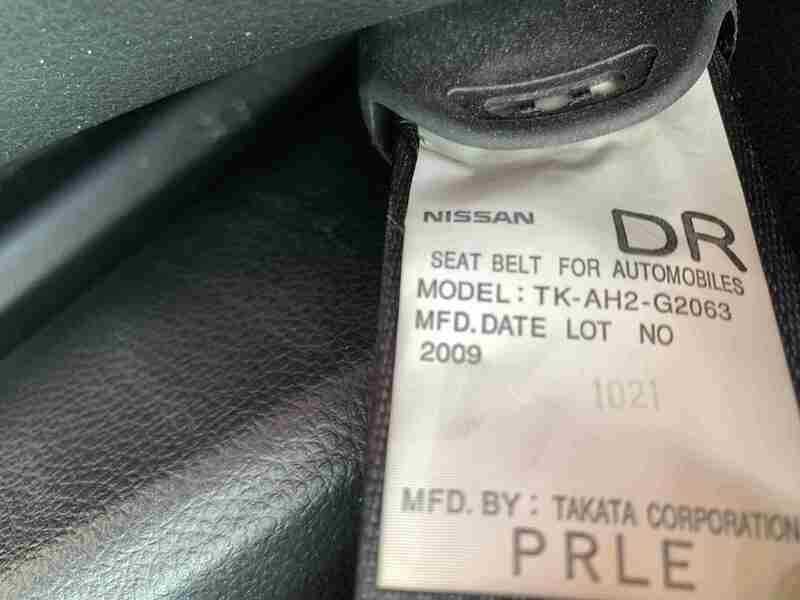 NISSAN DR
SEAT BELT FOR AUTOMOBILES
MODEL: TK-AH2-G2063
MFD.DATE LOT NO
2009
1021
MFD. BY: TAKATA CORPORATION
PRLE